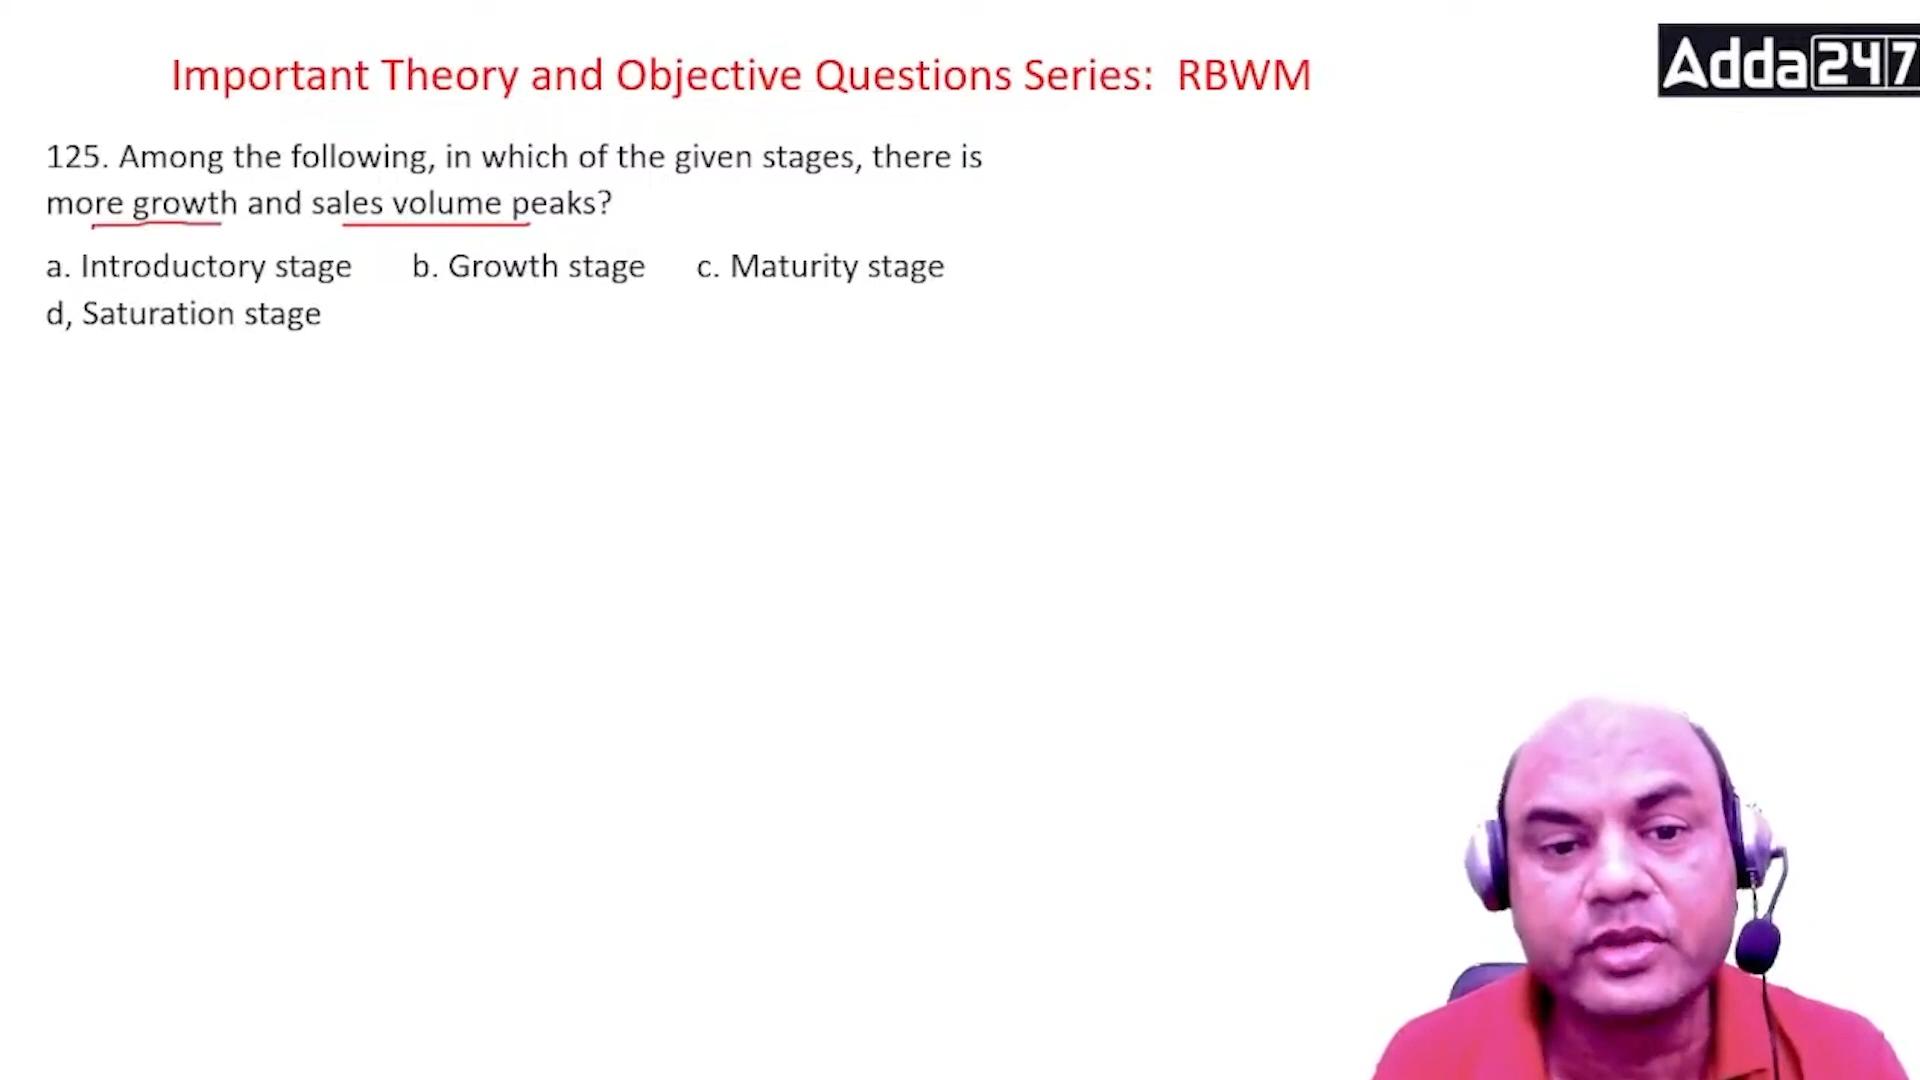 Adda247
Important Theory and Objective Questions Series: RBWM
125. Among the following, in which of the given stages, there is
more growth and sales volume peaks?
a. Introductory stage b. Growth stage c. Maturity stage
d, Saturation stage